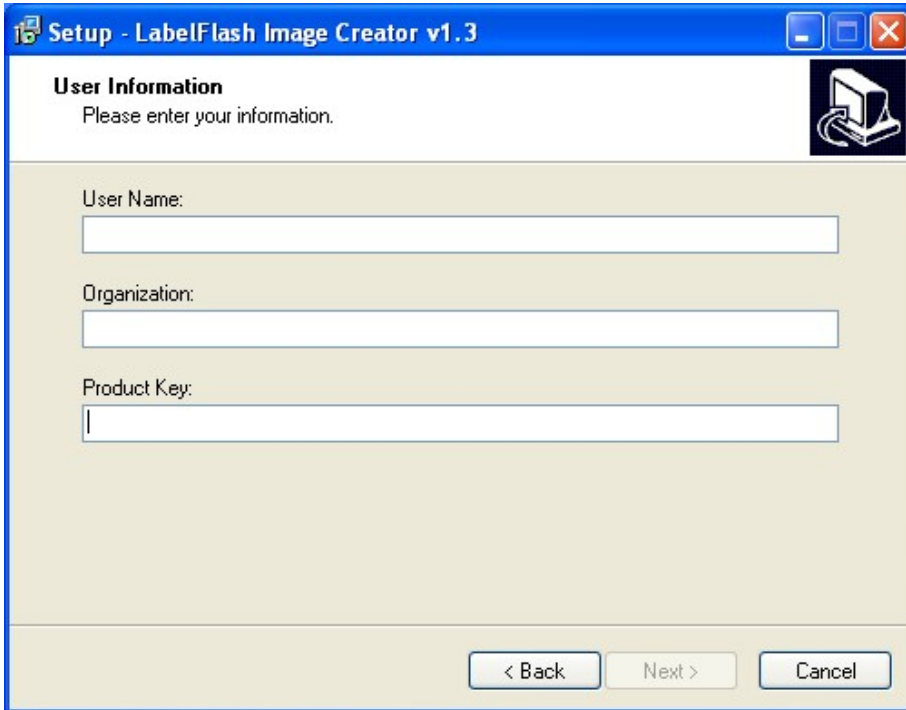 Setup - LabelFlash Image Creator v1.3
User Information
Please enter your information.
User Name:
Organization:
Product Key:
< Back Next > Cancel